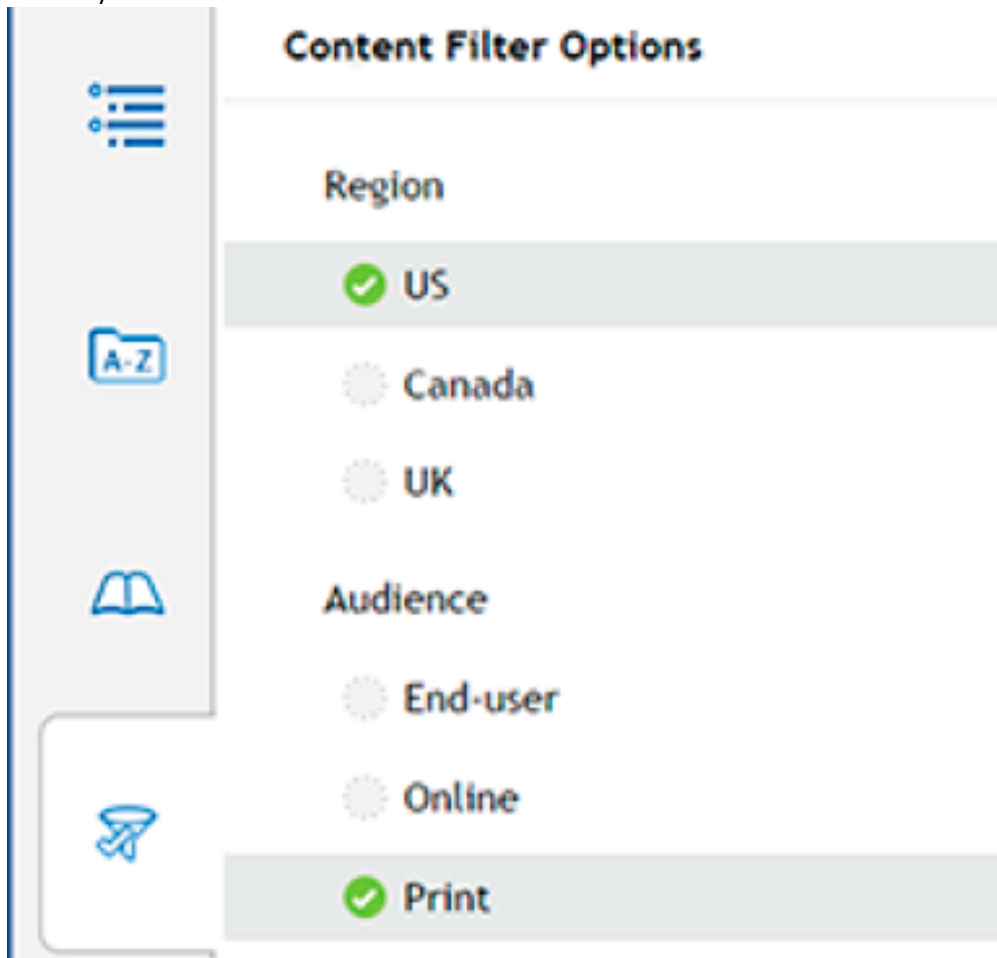 Content Filter Options
Region
US
A-Z
Canada
UK
Audience
End-user
Online
Print